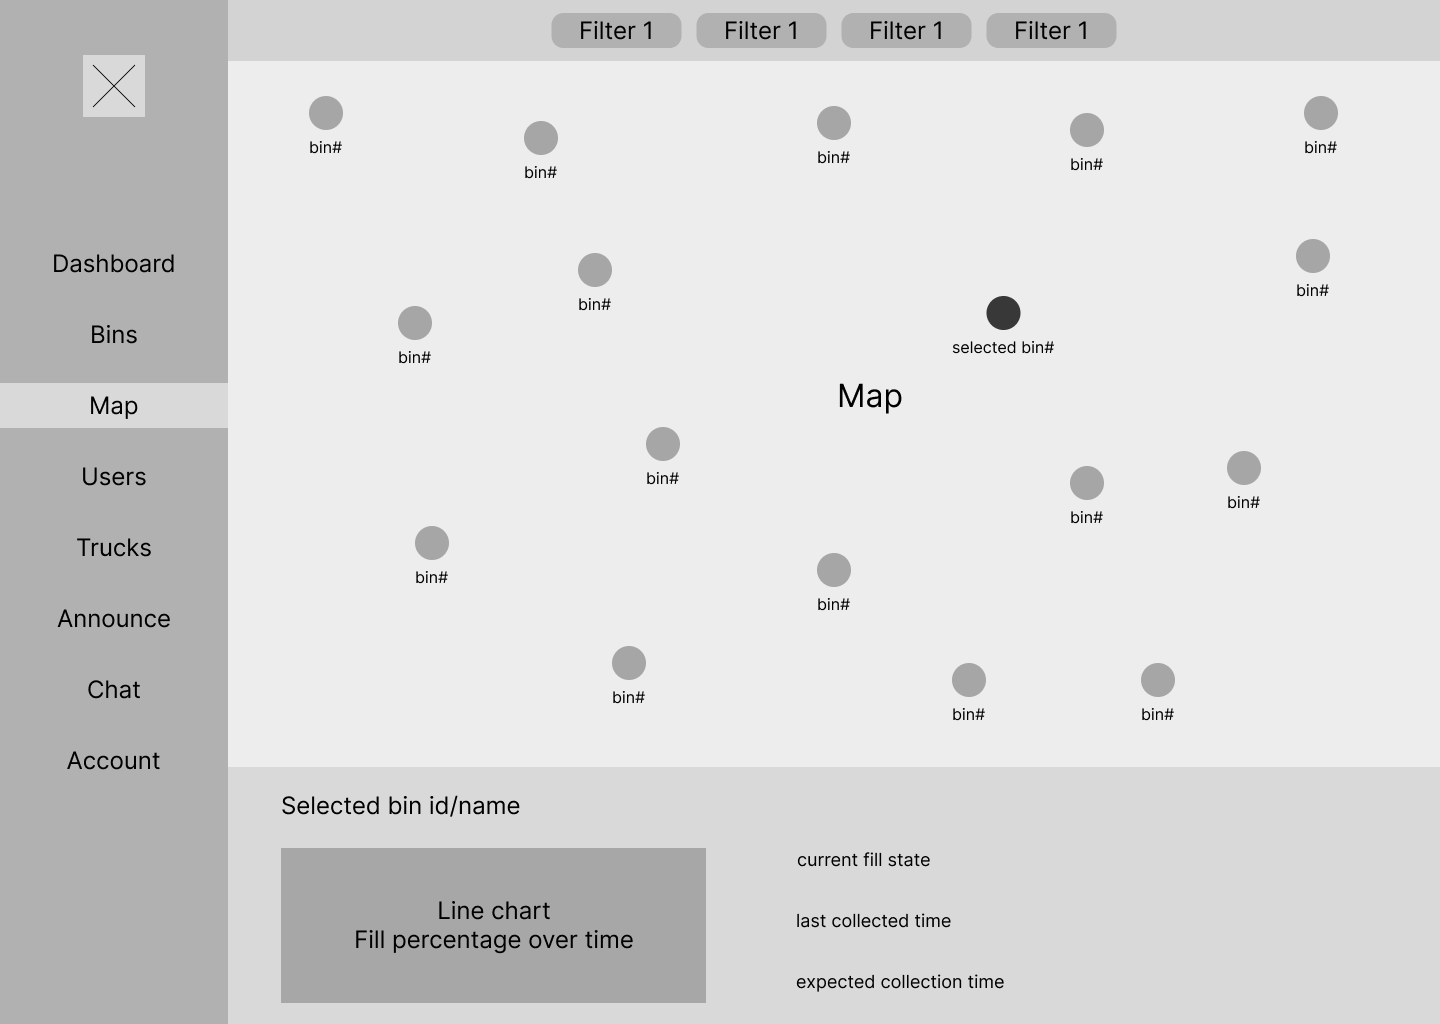 Filter 1
Filter 1
Filter 1
Filter 1
Dashboard
Bins
Map
Users
Trucks
Announce
Chat
Account
bin#
bin#
bin#
bin#
bin#
bin#
bin#
bin#
selected bin#
Map
bin#
bin#
bin#
bin#
bin#
bin#
bin#
bin#
Selected bin id/name
Line chart
Fill percentage over time
current fill state
last collected time
expected collection time